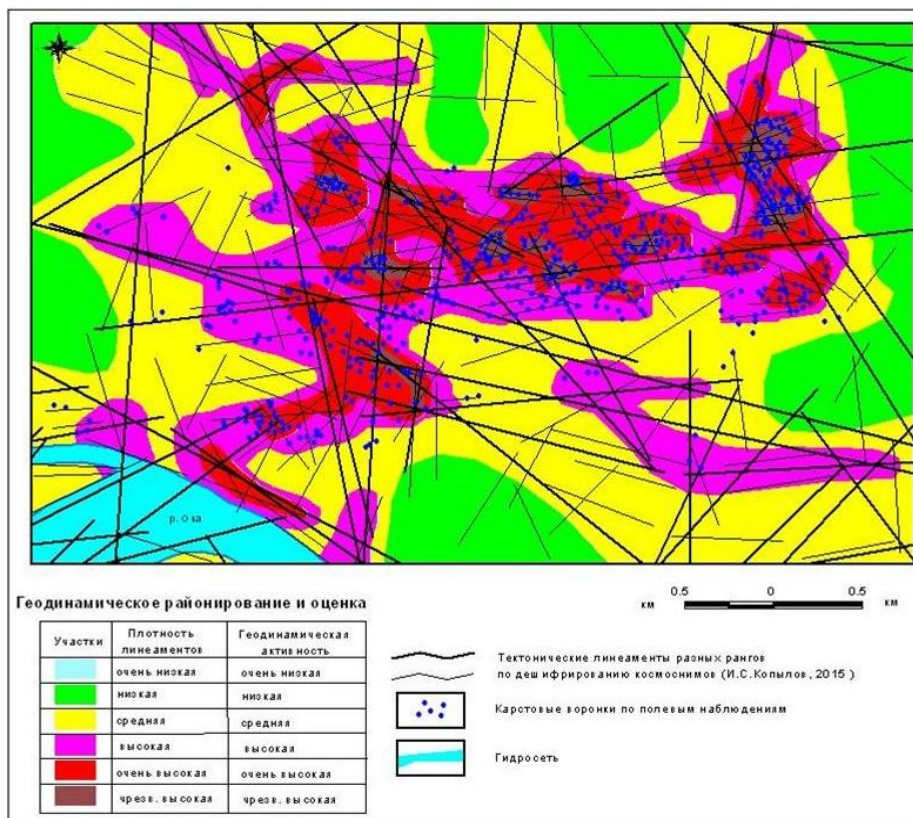 р. Ока
Геодинамическое районирование и оценка
0.5 0 0.5
км км
Участки Плотность линеаментов Геодинамическая активность
очень низкая очень низкая
низкая низкая
средняя средняя
высокая высокая
очень высокая очень высокая
чрезв. высокая чрезв. высокая
Тектонические линеаменты разных рангов
по дешифрированию космоснимов (И.С.Копылов, 2015)
Карстовые воронки по полевым наблюдениям
Гидросеть